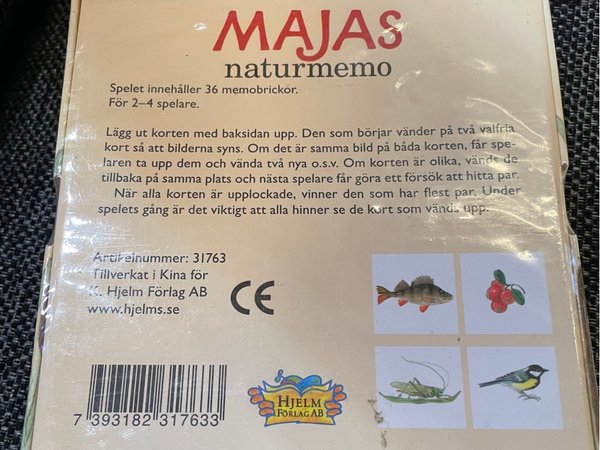 MAJAS
naturmemo
Spelet innehåller 36 memobrickor.
För 2–4 spelare.
Lägg ut korten med baksidan upp. Den som börjar vänder på två valfria
kort så att bilderna syns. Om det är samma bild på båda korten, får spe-
laren ta upp dem och vända två nya o.s.v. Om korten är olika, vänds de
tillbaka på samma plats och nästa spelare får göra ett försök att hitta par.
När alla korten är upplockade, vinner den som har flest par. Under
spelets gång är det viktigt att alla hinner se de kort som vänds upp.
Artikelnummer: 31763
Tillverkat i Kina för
K. Hjelm Förlag AB
www.hjelms.se
CE
HJELM
FÖRLAG AB
7 393182 317633